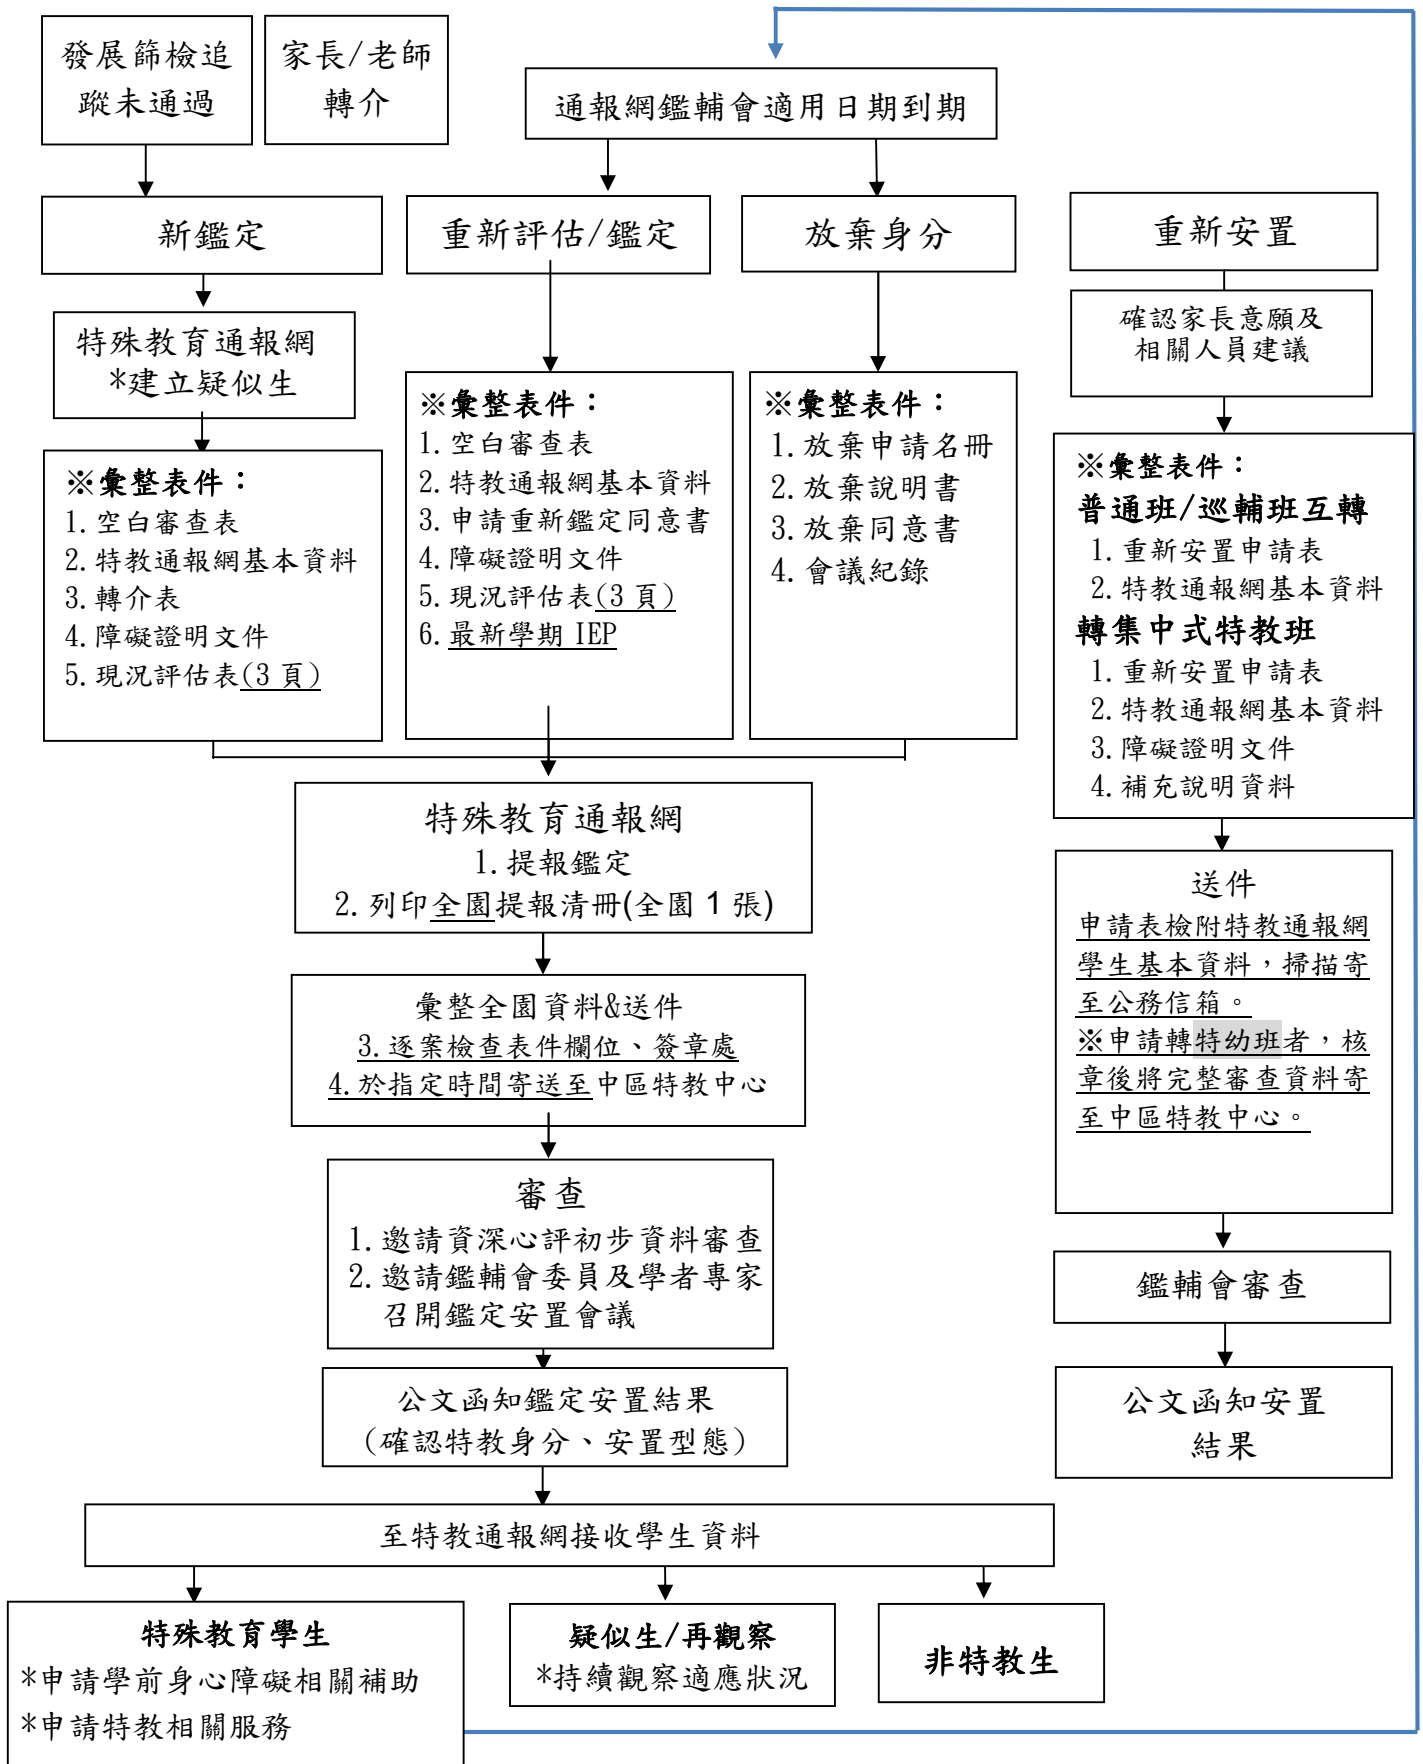 發展篩檢追
蹤未通過
家長/老師
轉介
通報網鑑輔會適用日期到期
新鑑定
重新評估/鑑定
放棄身分
重新安置
特殊教育通報網
*建立疑似生
確認家長意願及
相關人員建議
※彙整表件：
1.空白審查表
2.特教通報網基本資料
3.轉介表
4.障礙證明文件
5.現況評估表(3 頁)
※彙整表件：
1.空白審查表
2.特教通報網基本資料
3.申請重新鑑定同意書
4.障礙證明文件
5.現況評估表(3 頁)
6.最新學期 IEP
※彙整表件：
1.放棄申請名冊
2.放棄說明書
3.放棄同意書
4.會議紀錄
※彙整表件：
普通班/巡輔班互轉
1.重新安置申請表
2.特教通報網基本資料
轉集中式特教班
1.重新安置申請表
2.特教通報網基本資料
3.障礙證明文件
4.補充說明資料
特殊教育通報網
1.提報鑑定
2.列印全園提報清冊(全園 1 張)
彙整全園資料&送件
3.逐案檢查表件欄位、簽章處
4.於指定時間寄送至中區特教中心
送件
申請表檢附特教通報網
學生基本資料，掃描寄
至公務信箱。
※申請轉特幼班者，核
章後將完整審查資料寄
至中區特教中心。
審查
1.邀請資深心評初步資料審查
2.邀請鑑輔會委員及學者專家
召開鑑定安置會議
鑑輔會審查
公文函知鑑定安置結果
(確認特教身分、安置型態)
公文函知安置
結果
至特教通報網接收學生資料
特殊教育學生
*申請學前身心障礙相關補助
*申請特教相關服務
疑似生/再觀察
*持續觀察適應狀況
非特教生